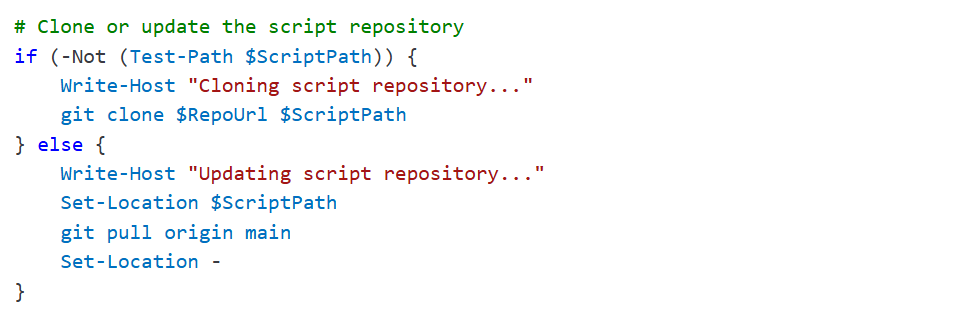 # Clone or update the script repository
if (-Not (Test-Path $ScriptPath)) {
    Write-Host "Cloning script repository..."
    git clone $RepoUrl $ScriptPath
} else {
    Write-Host "Updating script repository..."
    Set-Location $ScriptPath
    git pull origin main
    Set-Location -
}